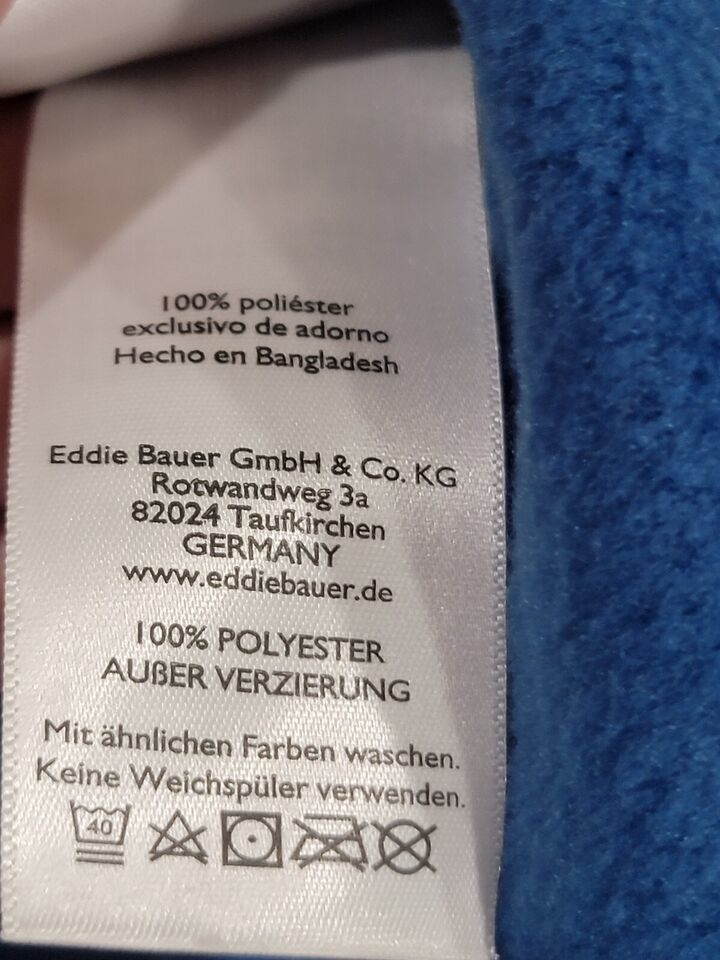 100% poliéster
exclusivo de adorno
Hecho en Bangladesh
Eddie Bauer GmbH & Co. KG
Rotwandweg 3a
82024 Taufkirchen
GERMANY
www.eddiebauer.de
100% POLYESTER
AUßER VERZIERUNG
Mit ähnlichen Farben waschen.
Keine Weichspüler verwenden.
40